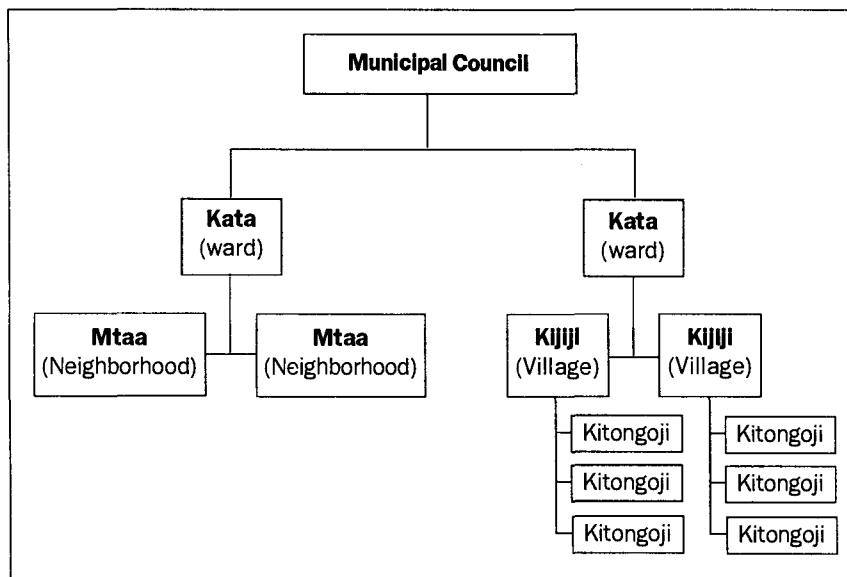 Municipal Council
Kata
(ward)
Kata
(ward)
Mtaa
(Neighborhood)
Mtaa
(Neighborhood)
Kijiji
(Village)
Kijiji
(Village)
Kitongoji
Kitongoji
Kitongoji
Kitongoji
Kitongoji
Kitongoji